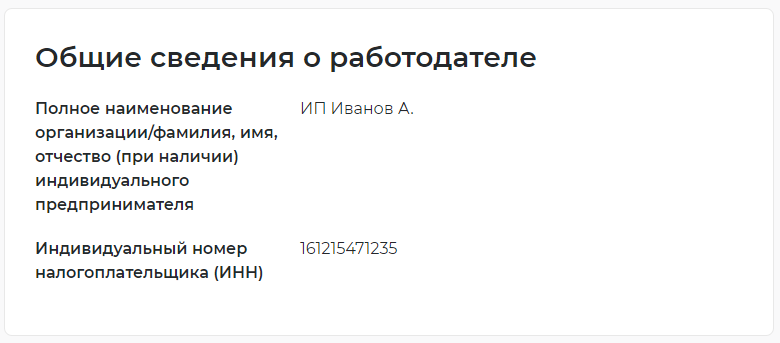 Общие сведения о работодателе
Полное наименование
организации/фамилия, имя,
отчество (при наличии)
индивидуального
предпринимателя
ИП Иванов А.
Индивидуальный номер
налогоплательщика (ИНН)
161215471235